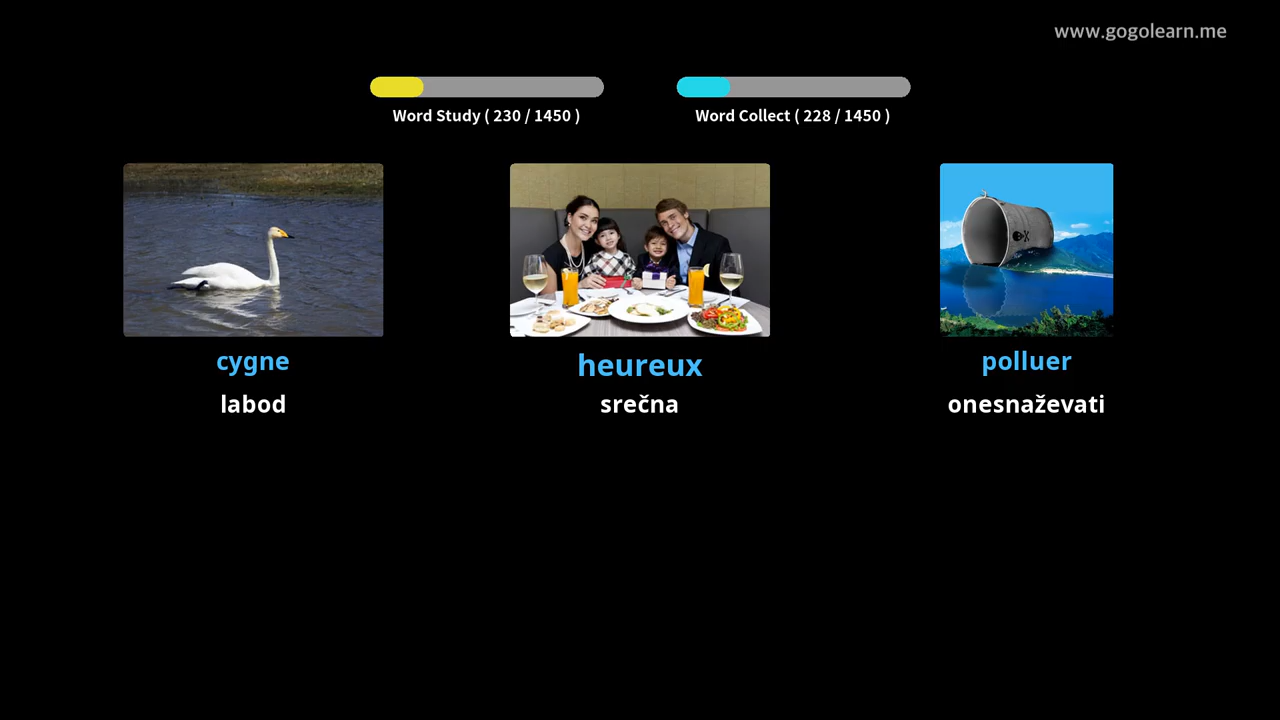 www.gogolearn.me
Word Study ( 230 / 1450 )
Word Collect ( 228 / 1450 )
cygne
heureux
polluer
labod
srečna
onesnaževati